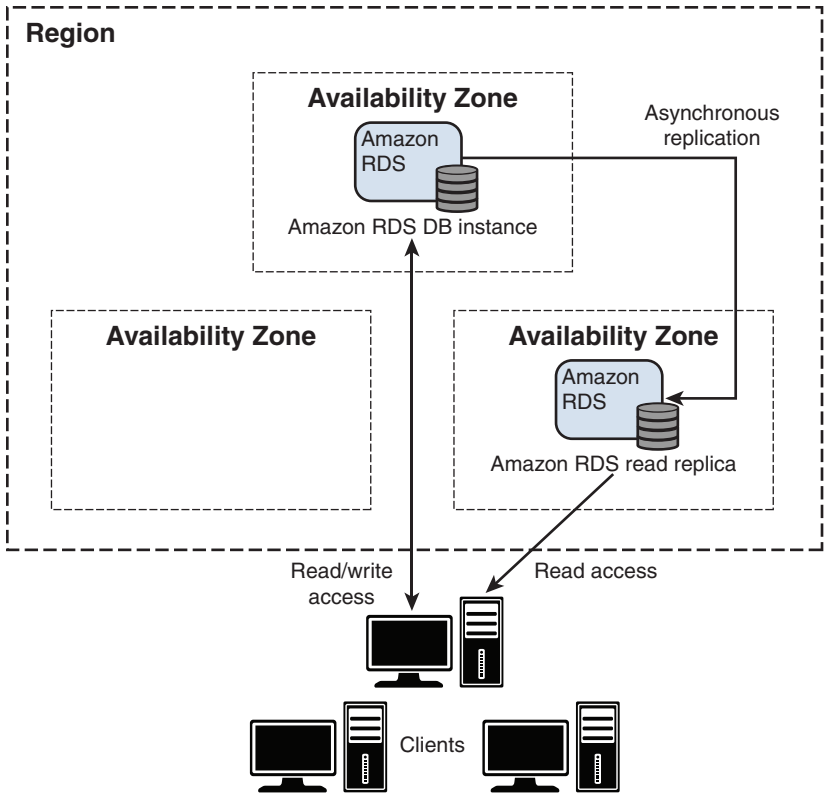 Region
Availability Zone
Amazon
RDS
Amazon RDS DB instance
Asynchronous
replication
Availability Zone
Availability Zone
Amazon
RDS
Amazon RDS read replica
Read/write
access
Read access
Clients